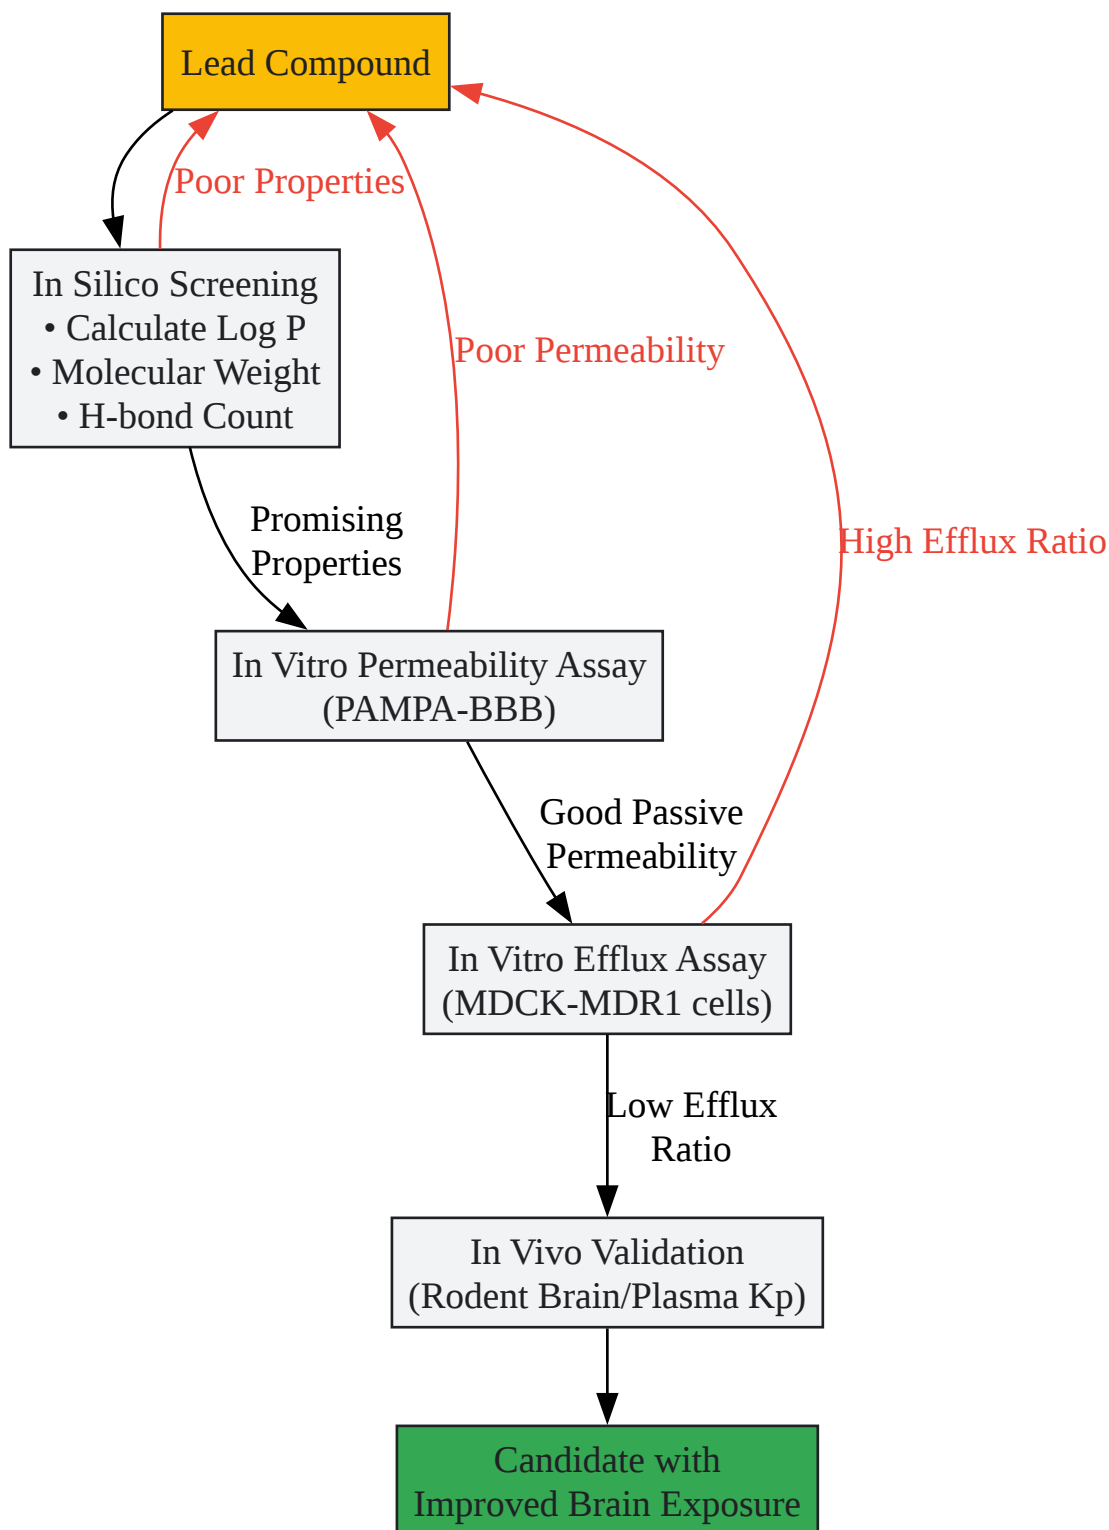 Lead Compound
Poor Properties
In Silico Screening
• Calculate Log P
• Molecular Weight
• H-bond Count
Poor Permeability
Promising
Properties
High Efflux Ratio
In Vitro Permeability Assay
(PAMPA-BBB)
Good Passive
Permeability
In Vitro Efflux Assay
(MDCK-MDR1 cells)
Low Efflux
Ratio
In Vivo Validation
(Rodent Brain/Plasma Kp)
Candidate with
Improved Brain Exposure